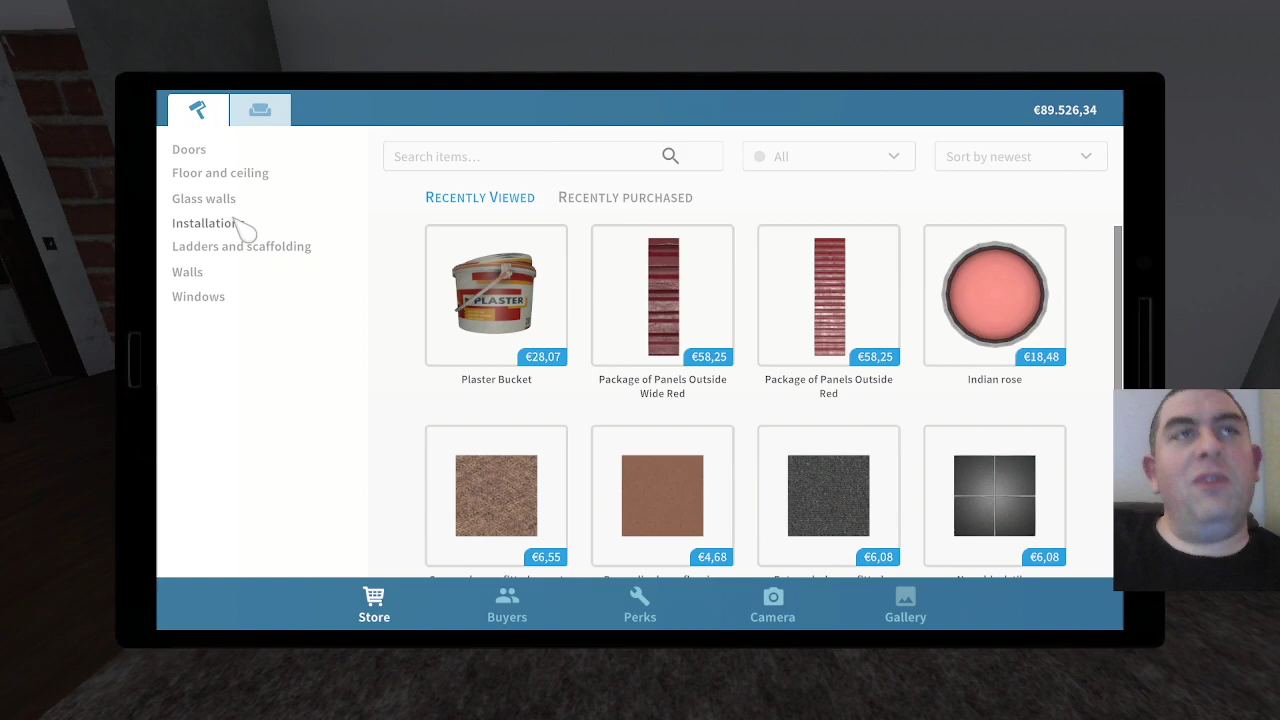 €89.526,34
Doors
Floor and ceiling
Glass walls
Installation
Ladders and scaffolding
Walls
Windows
Search items...
All
Sort by newest
RECENTLY VIEWED
RECENTLY PURCHASED
PLASTER
€28,07
€58,25
€58,25
€18,48
Plaster Bucket
Package of Panels Outside
Wide Red
Package of Panels Outside
Red
Indian rose
€6,55
€4,68
€6,08
€6,08
Store
Buyers
Perks
Camera
Gallery